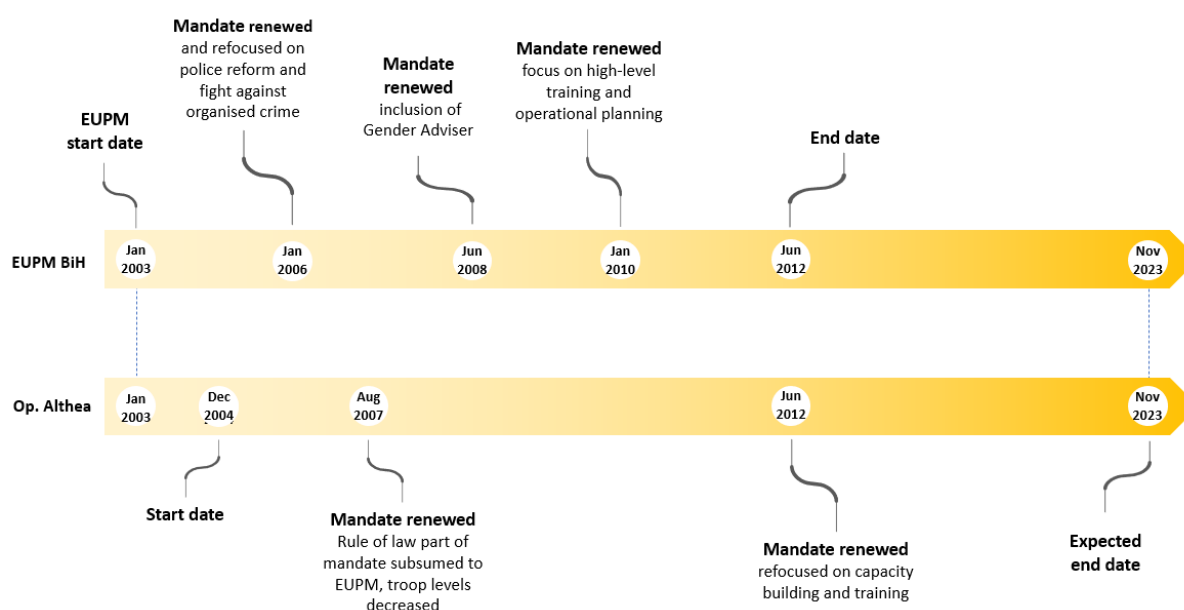 Mandate renewed
and refocused on
police reform and
fight against
organised crime
Mandate
renewed
inclusion of
Gender Adviser
Mandate renewed
focus on high-level
training and
operational planning
EUPM
start date
End date
EUPM BiH
Jan
2003
Jan
2006
Jun
2008
Jan
2010
Jun
2012
Nov
2023
Op. Althea
Jan
2003
Dec
2004
Aug
2007
Jun
2012
Nov
2023
Start date
Mandate renewed
Rule of law part of
mandate subsumed to
EUPM, troop levels
decreased
Mandate renewed
refocused on capacity
building and training
Expected
end date